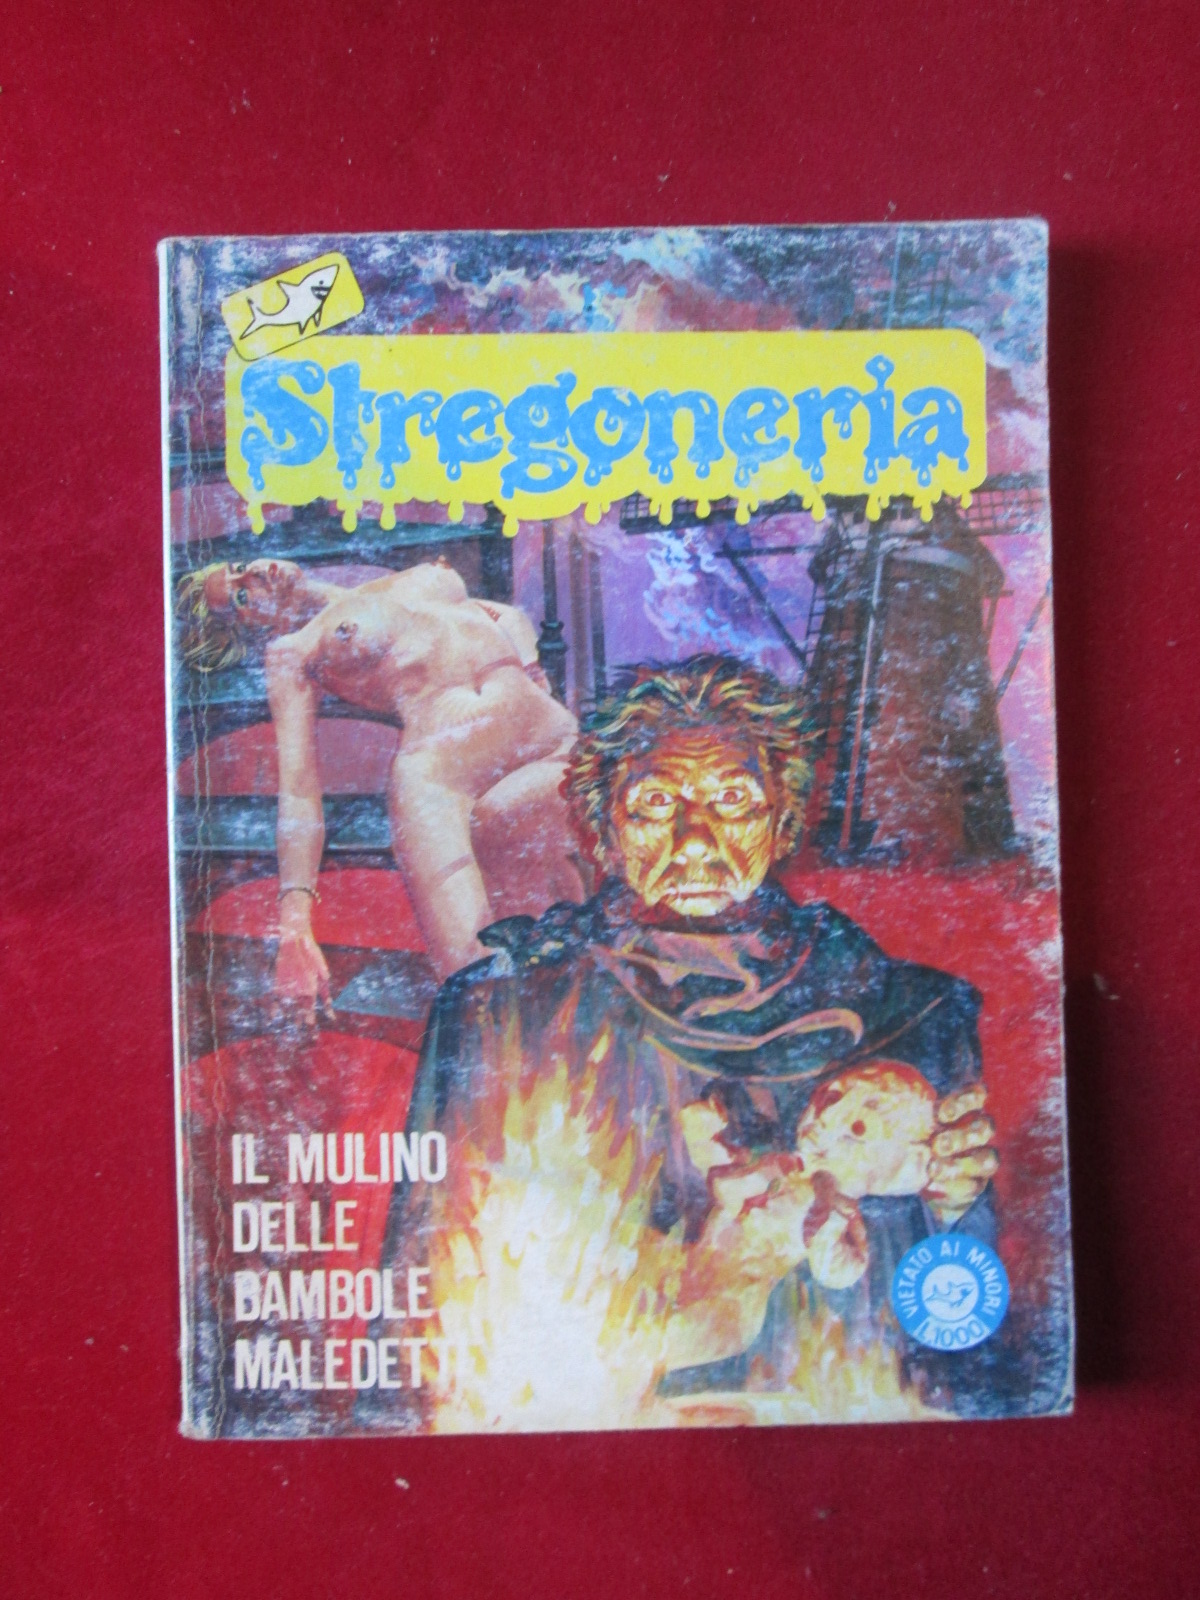 Stregoneria
IL MULINO
DELLE
BAMBOLE
MALEDETTE
VIETATO AI MINORI
L.1000